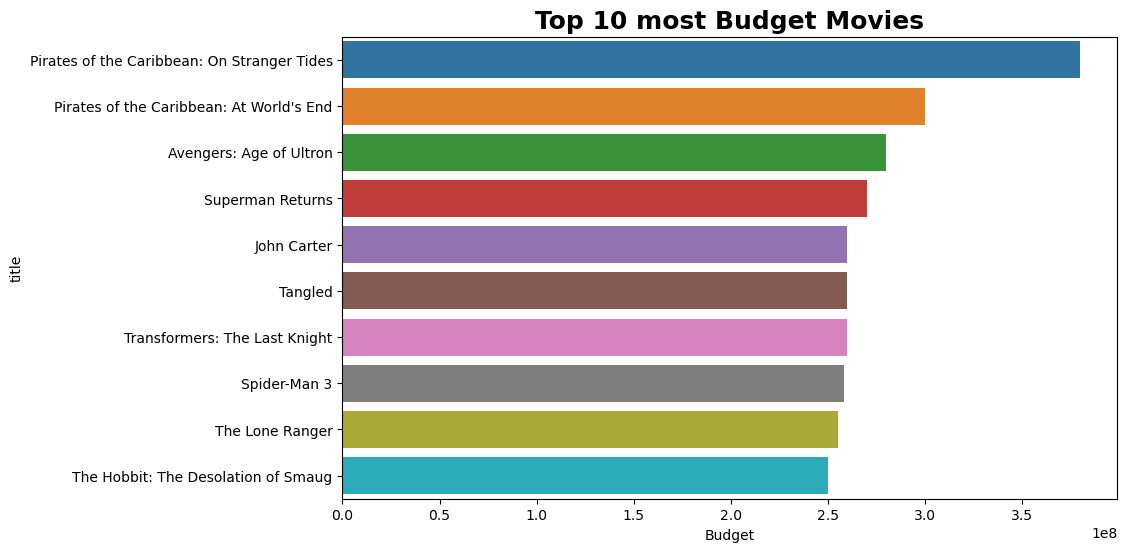 Top 10 most Budget Movies
Pirates of the Caribbean: On Stranger Tides
Pirates of the Caribbean: At World's End
Avengers: Age of Ultron
Superman Returns
John Carter
Tangled
Transformers: The Last Knight
Spider-Man 3
The Lone Ranger
The Hobbit: The Desolation of Smaug
title
0.0 0.5 1.0 1.5 2.0 2.5 3.0 3.5
1e8
Budget